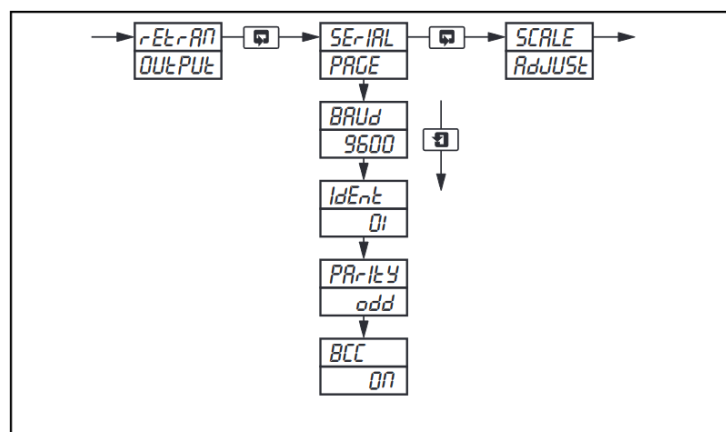 rEtrAN
OUtPUt
SErIAL
PAGE
SCALE
AdJUSt
BAUd
9600
IdEnt
01
PArItY
odd
BCC
ON